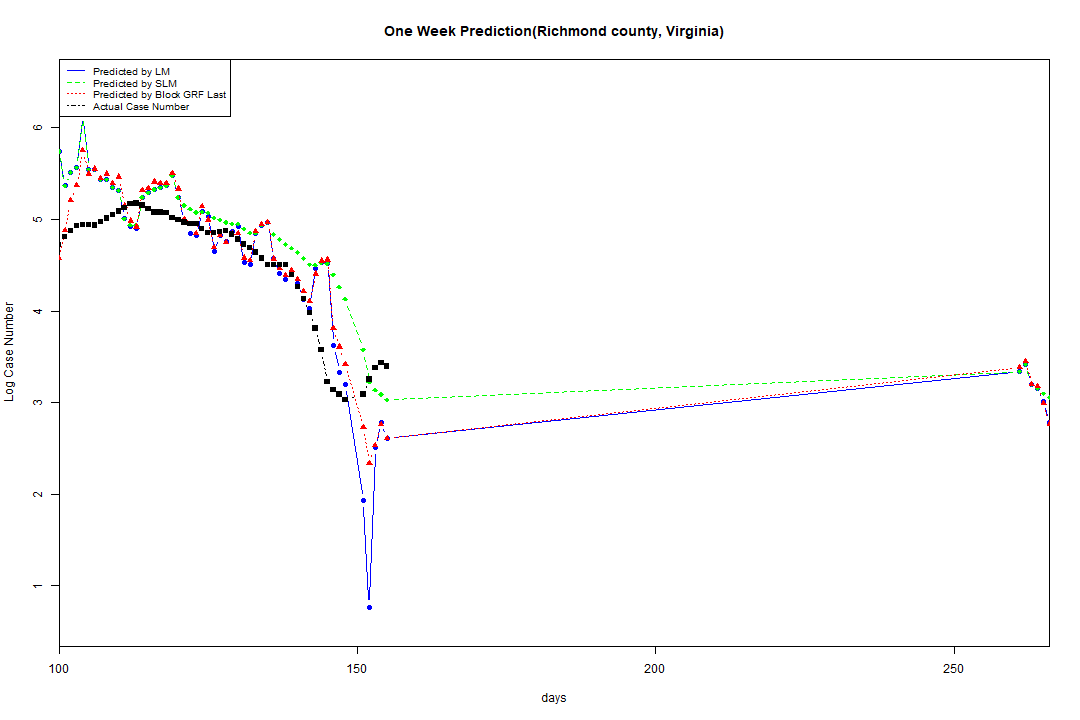 One Week Prediction(Richmond county, Virginia)
Predicted by LM
Predicted by SLM
Predicted by Block GRF Last
Actual Case Number
6
5
4
3
2
1
Log Case Number
100 150 200 250
days